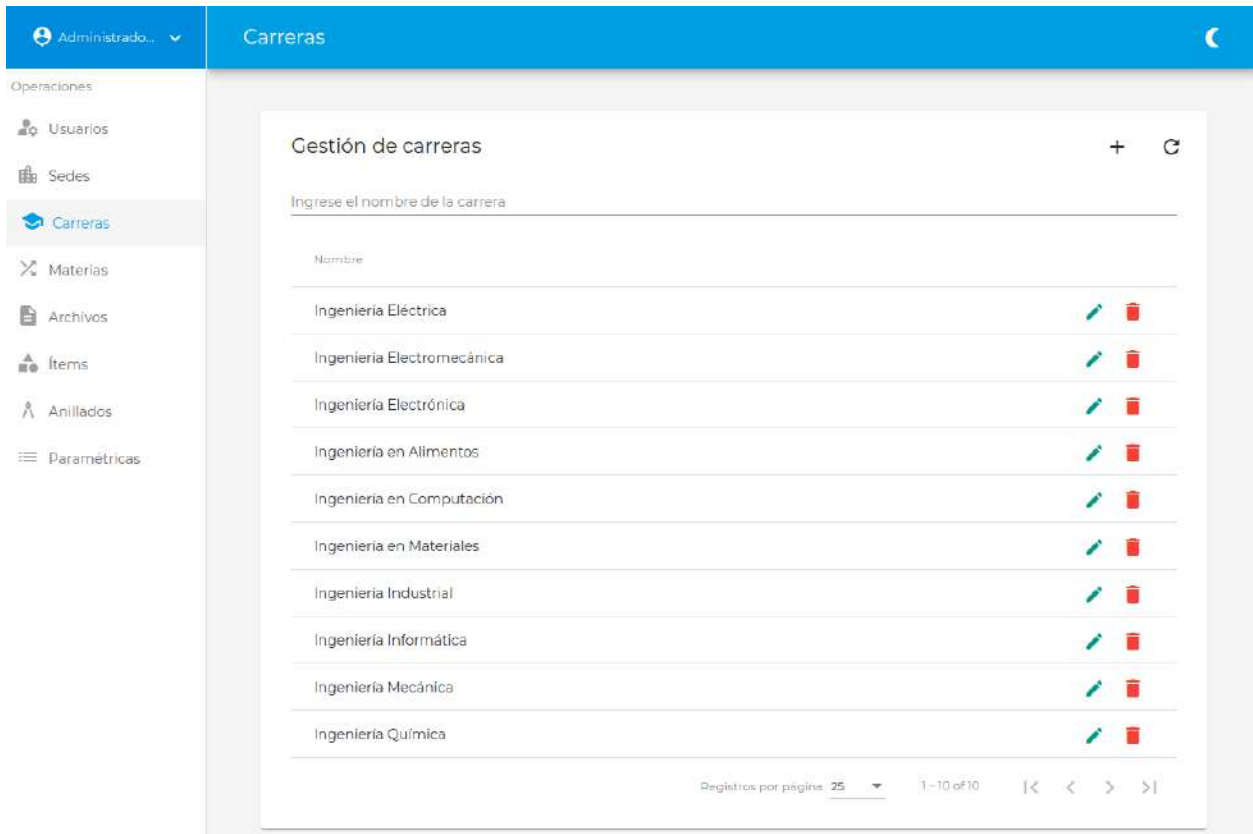 Administrado...
Carreras
Operaciones
Usuarios
Sedes
Carreras
Materias
Archivos
Ítems
Anillados
Paramétricas
Gestión de carreras
Ingrese el nombre de la carrera
Nombre
Ingeniería Eléctrica
Ingeniería Electromecánica
Ingeniería Electrónica
Ingeniería en Alimentos
Ingeniería en Computación
Ingeniería en Materiales
Ingeniería Industrial
Ingeniería Informática
Ingeniería Mecánica
Ingeniería Química
Registros por página 25 1 – 10 of 10